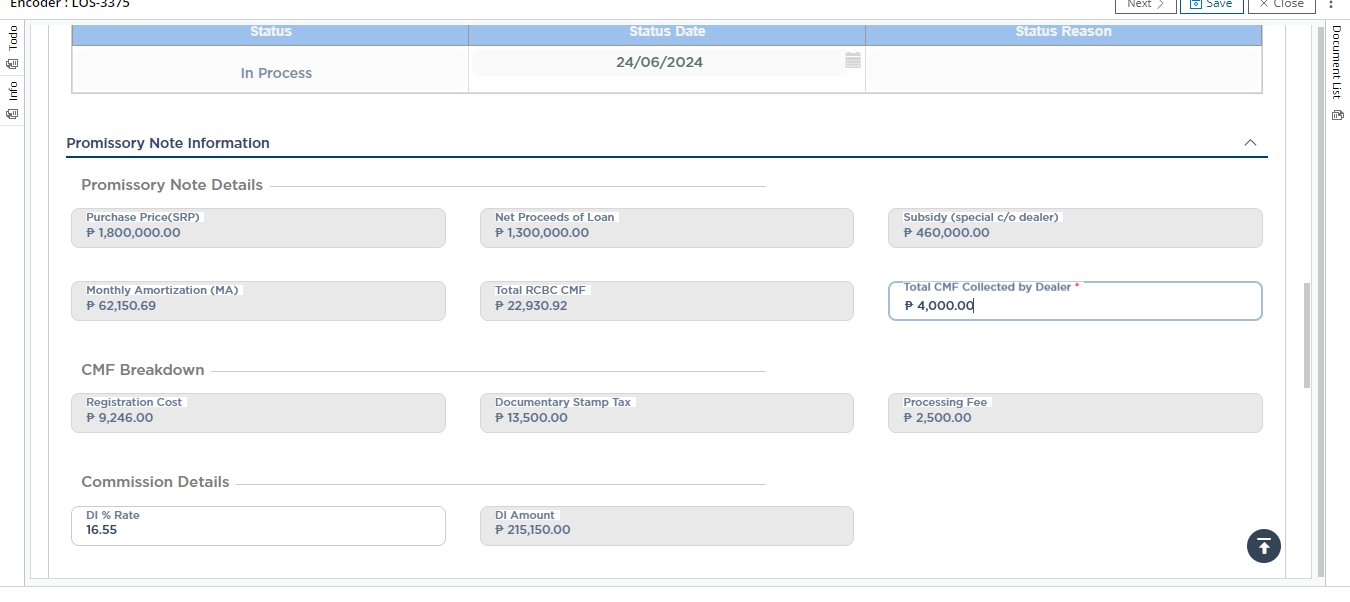 Encoder : LOS-3375
Next
Save
Close
Todo
Info
Document List
Status Status Date Status Reason
In Process 24/06/2024
Promissory Note Information
Promissory Note Details
Purchase Price(SRP) Net Proceeds of Loan Subsidy (special c/o dealer)
₱ 1,800,000.00 ₱ 1,300,000.00 ₱ 460,000.00
Monthly Amortization (MA) Total RCBC CMF Total CMF Collected by Dealer *
₱ 62,150.69 ₱ 22,930.92 ₱ 4,000.00
CMF Breakdown
Registration Cost Documentary Stamp Tax Processing Fee
₱ 9,246.00 ₱ 13,500.00 ₱ 2,500.00
Commission Details
DI % Rate DI Amount
16.55 ₱ 215,150.00